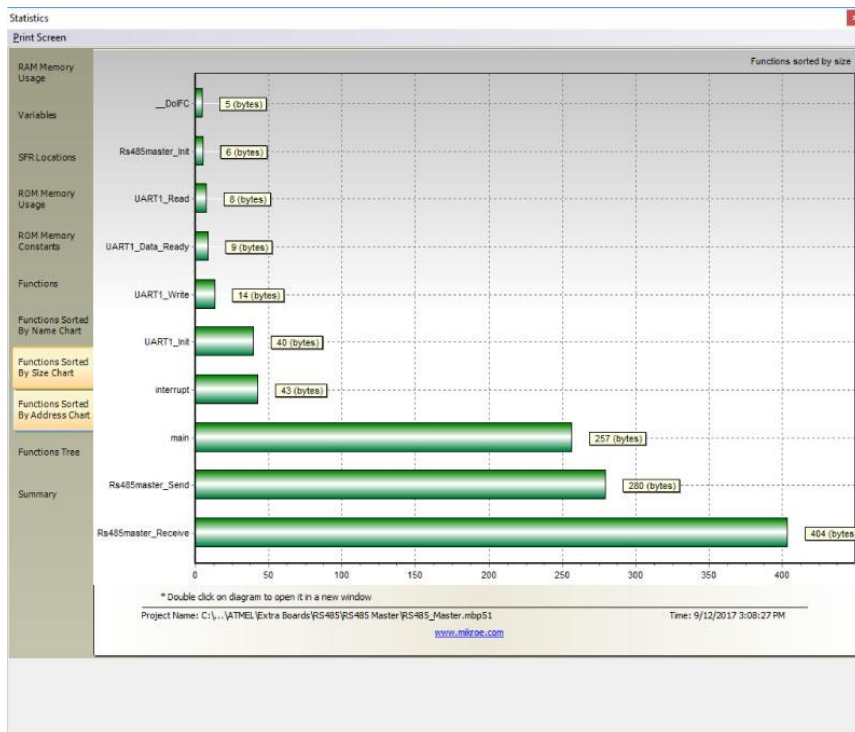 Statistics
x
Print Screen
RAM Memory
Usage
Variables
SFR Locations
ROM Memory
Usage
ROM Memory
Constants
Functions
Functions Sorted
By Name Chart
Functions Sorted
By Size Chart
Functions Sorted
By Address Chart
Functions Tree
Summary
Functions sorted by size
__DoIFC 5 (bytes)
Rs485master_Init 6 (bytes)
UART1_Read 8 (bytes)
UART1_Data_Ready 9 (bytes)
UART1_Write 14 (bytes)
UART1_Init 40 (bytes)
interrupt 43 (bytes)
main 257 (bytes)
Rs485master_Send 280 (bytes)
Rs485master_Receive 404 (bytes
0 50 100 150 200 250 300 350 400
* Double click on diagram to open it in a new window
Project Name: C:\,...\ATMEL\Extra Boards\RS485\RS485 Master\RS485_Master.mbp51 Time: 9/12/2017 3:08:27 PM
www.mikroe.com